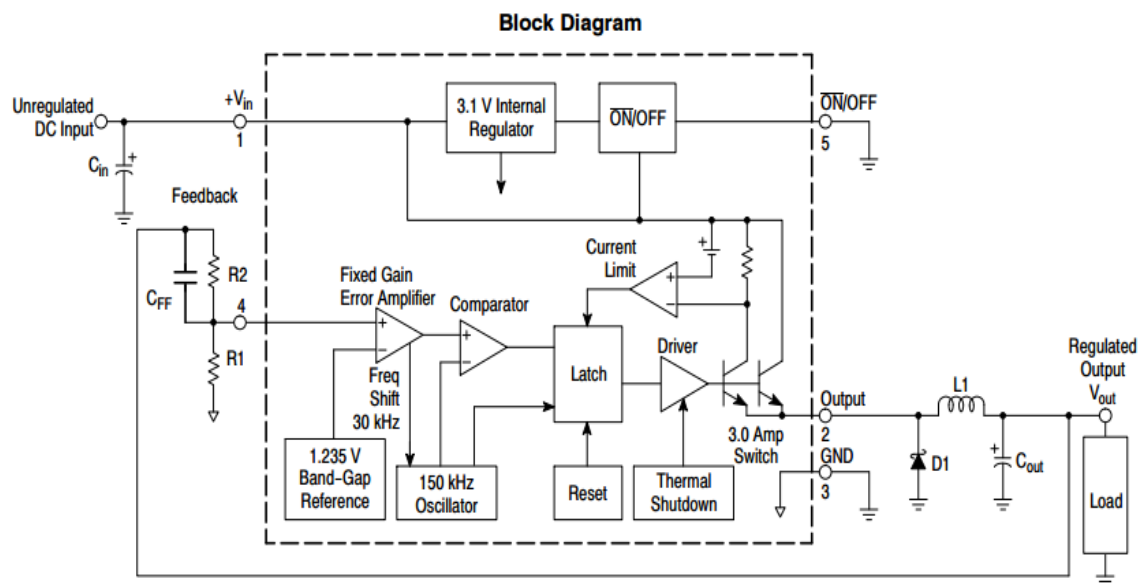 Block Diagram
Unregulated
DC Input
+Vin
1
Cin
+
3.1 V Internal
Regulator
O̅N̅/OFF
O̅N̅/OFF
5
Feedback
R2
CFF
4
R1
Fixed Gain
Error Amplifier
+
−
Comparator
+
−
Current
Limit
+
−
+
Freq
Shift
30 kHz
Latch
Driver
1.235 V
Band−Gap
Reference
150 kHz
Oscillator
Reset
Thermal
Shutdown
3.0 Amp
Switch
Output
2
GND
3
L1
D1
+
Cout
Regulated
Output
Vout
Load